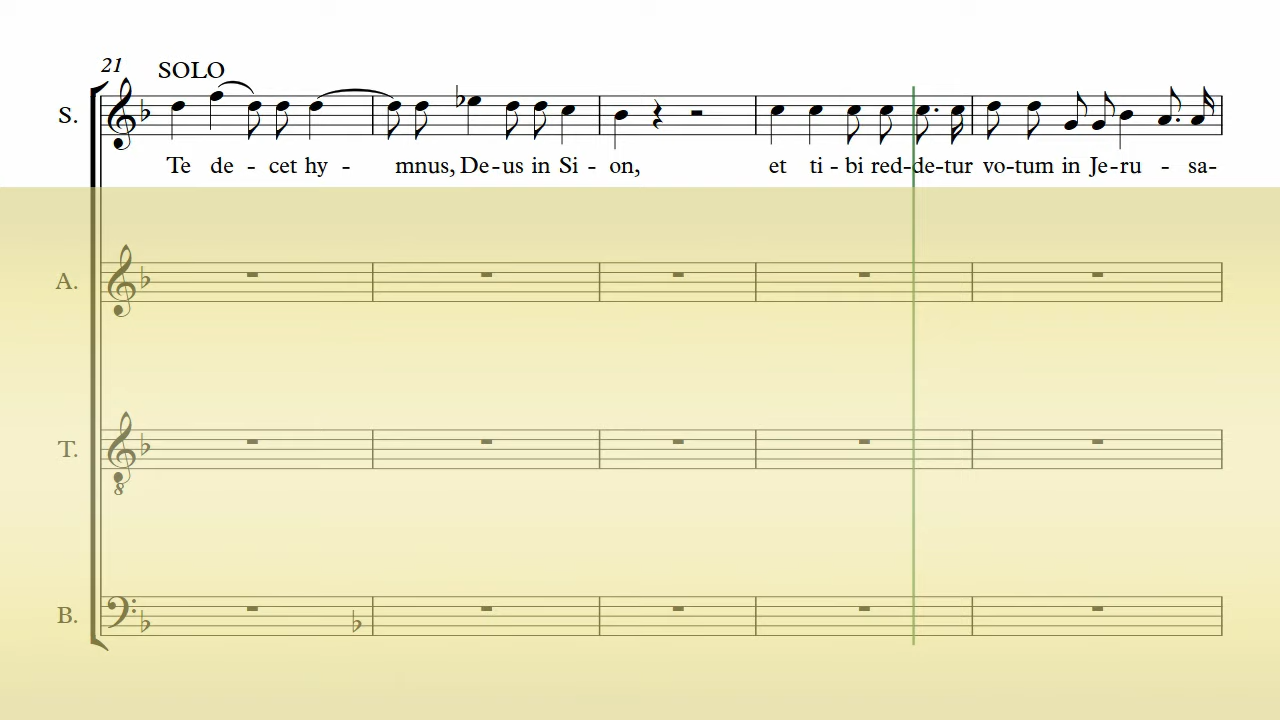 21
SOLO
S.
Te de - cet hy - mnus, De-us in Si - on, et ti - bi red-de-tur vo-tum in Je-ru - sa-
A.
T.
8
B.